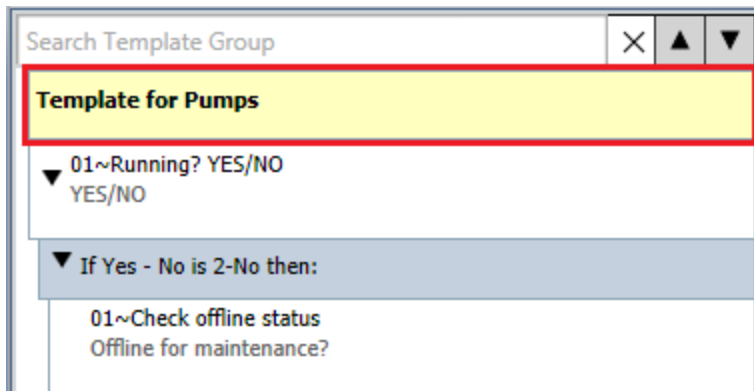 Search Template Group
Template for Pumps
01~Running? YES/NO
YES/NO
If Yes - No is 2-No then:
01~Check offline status
Offline for maintenance?